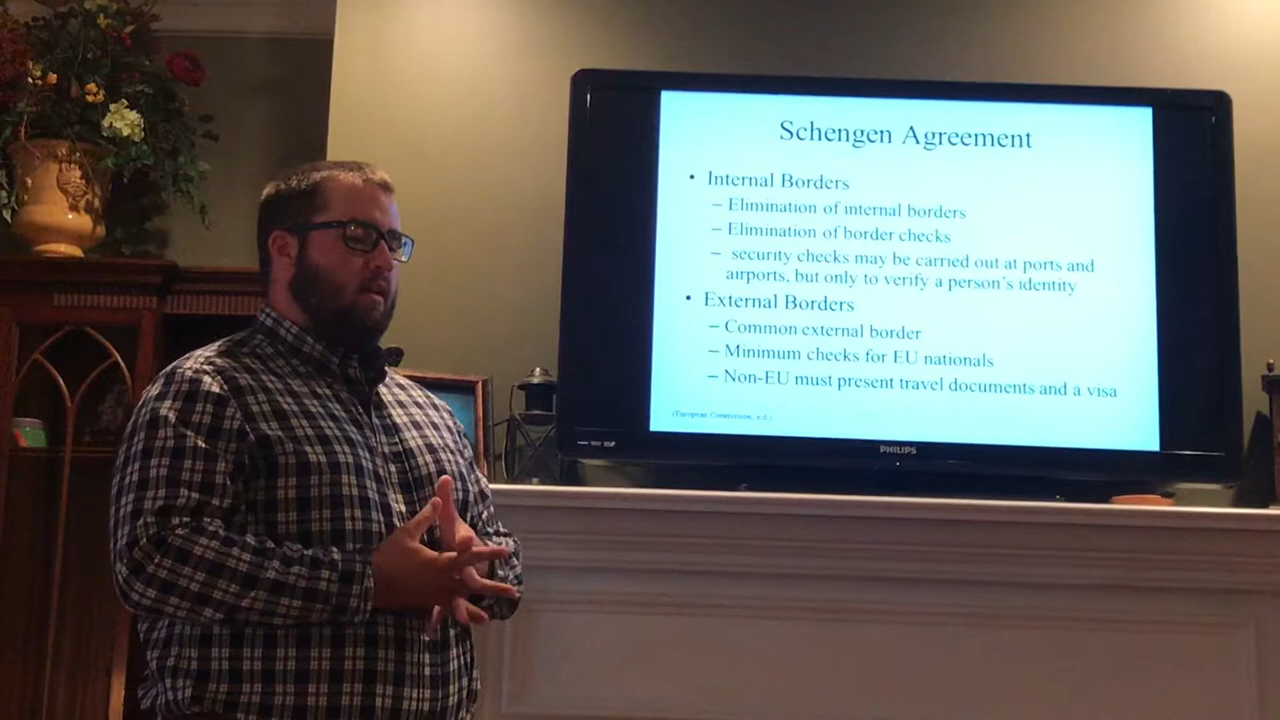 Schengen Agreement
• Internal Borders
– Elimination of internal borders
– Elimination of border checks
– security checks may be carried out at ports and
airports, but only to verify a person's identity
• External Borders
– Common external border
– Minimum checks for EU nationals
– Non-EU must present travel documents and a visa
(European Commission, n.d.)
PHILIPS